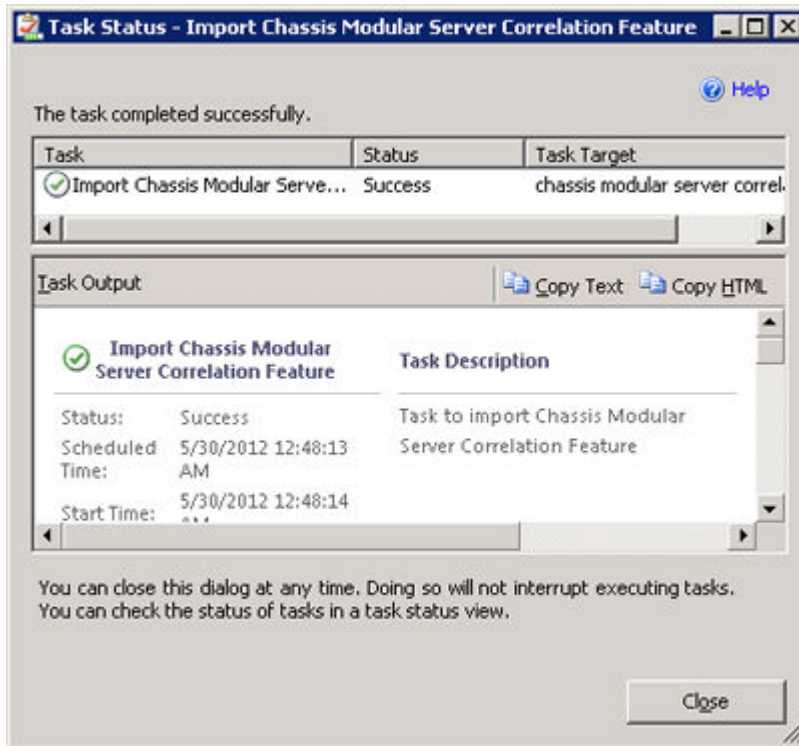 Task Status - Import Chassis Modular Server Correlation Feature
Help
The task completed successfully.
Task Status Task Target
Import Chassis Modular Serve... Success chassis modular server correl
Task Output Copy Text Copy HTML
Import Chassis Modular
Server Correlation Feature
Task Description
Status: Success
Task to import Chassis Modular
Scheduled 5/30/2012 12:48:13
Server Correlation Feature
Time: AM
Start Time: 5/30/2012 12:48:14
You can close this dialog at any time. Doing so will not interrupt executing tasks.
You can check the status of tasks in a task status view.
Close